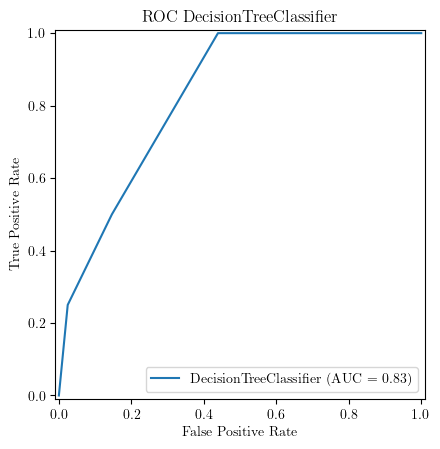 ROC DecisionTreeClassifier
True Positive Rate
1.0
0.8
0.6
0.4
0.2
0.0
DecisionTreeClassifier (AUC = 0.83)
0.0 0.2 0.4 0.6 0.8 1.0
False Positive Rate